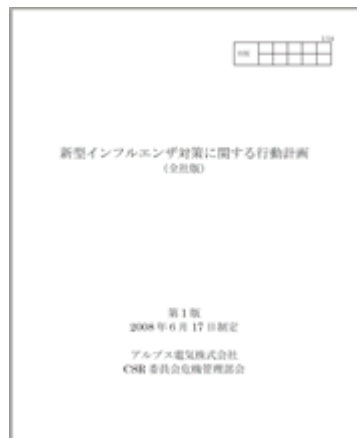 新型インフルエンザ対策に関する行動計画
(全社版)
第1版
2008年6月17日制定
アルプス電気株式会社
CSR委員会危機管理部会